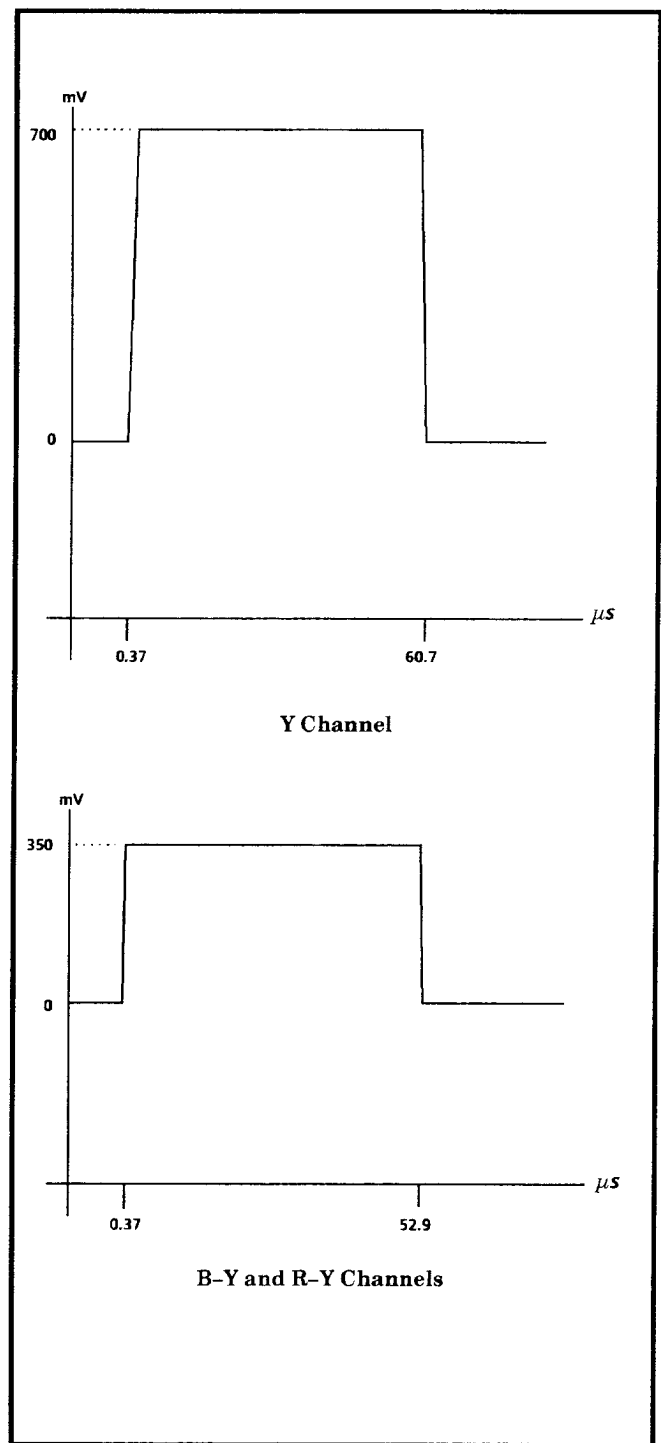 mV
700
0
μs
0.37 60.7
Y Channel
mV
350
0
μs
0.37 52.9
B–Y and R–Y Channels